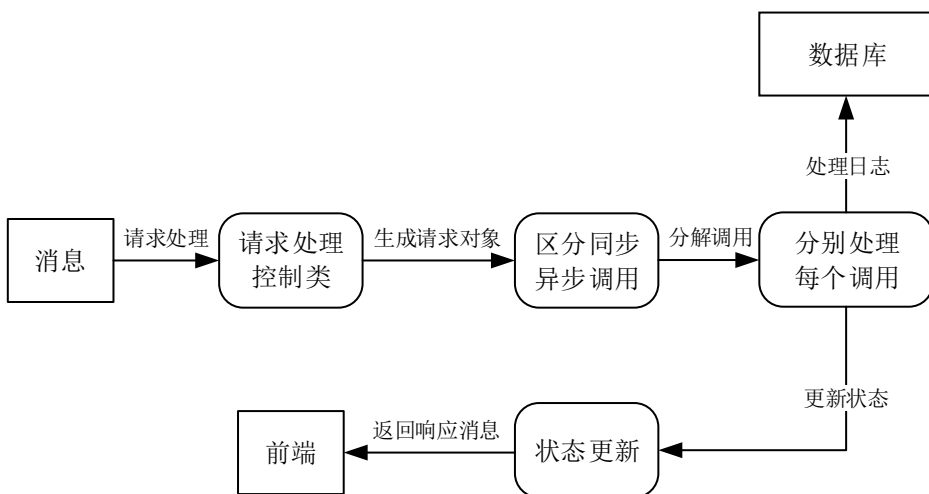 数据库
处理日志
消息
请求处理
请求处理
控制类
生成请求对象
区分同步
异步调用
分解调用
分别处理
每个调用
更新状态
前端
返回响应消息
状态更新